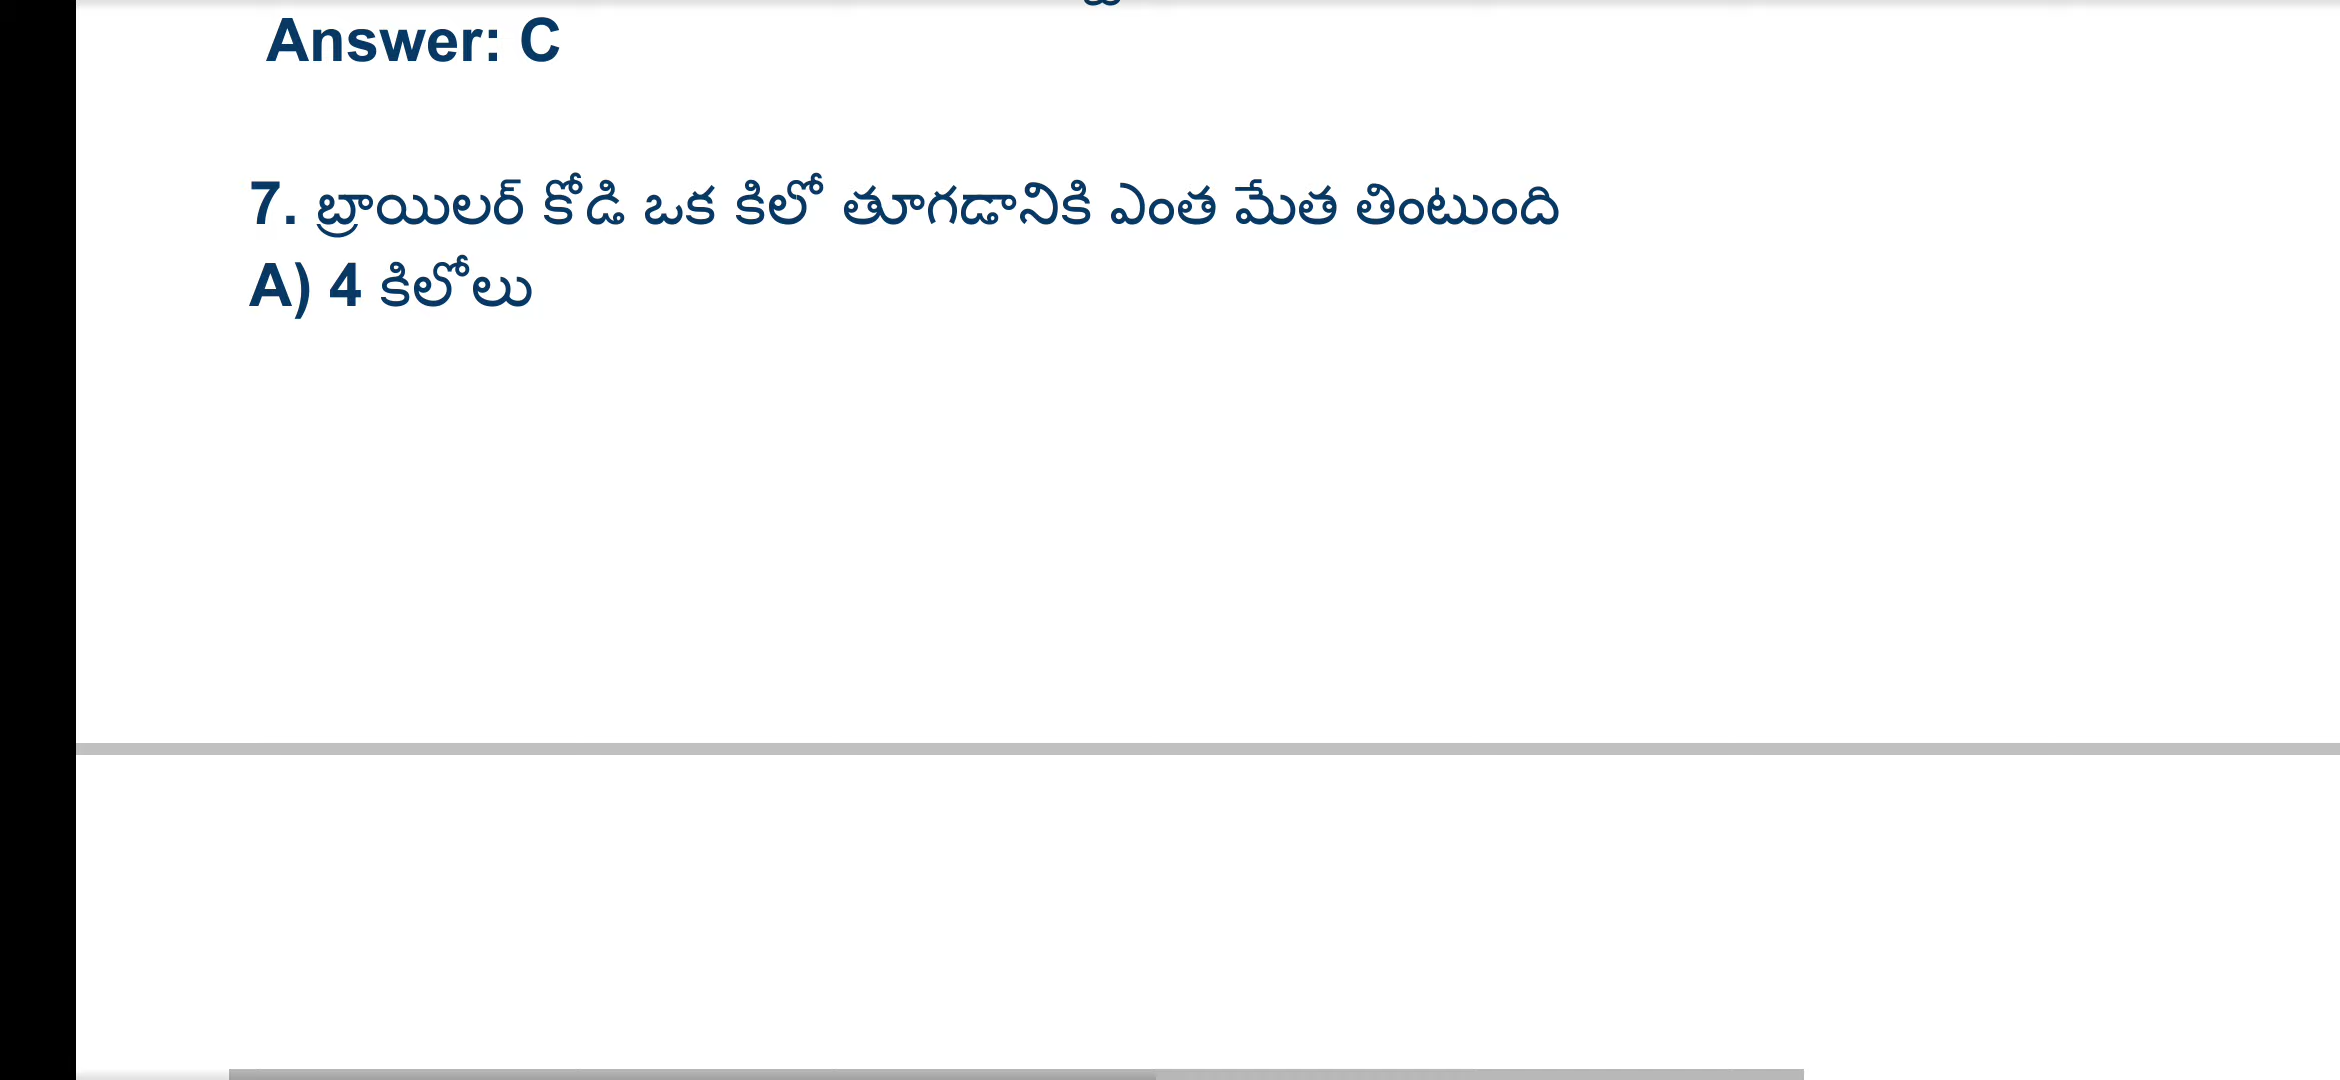 Answer: C
7. బ్రాయిలర్ కోడి ఒక కిలో తూగడానికి ఎంత మేత తింటుంది
A) 4 కిలోలు